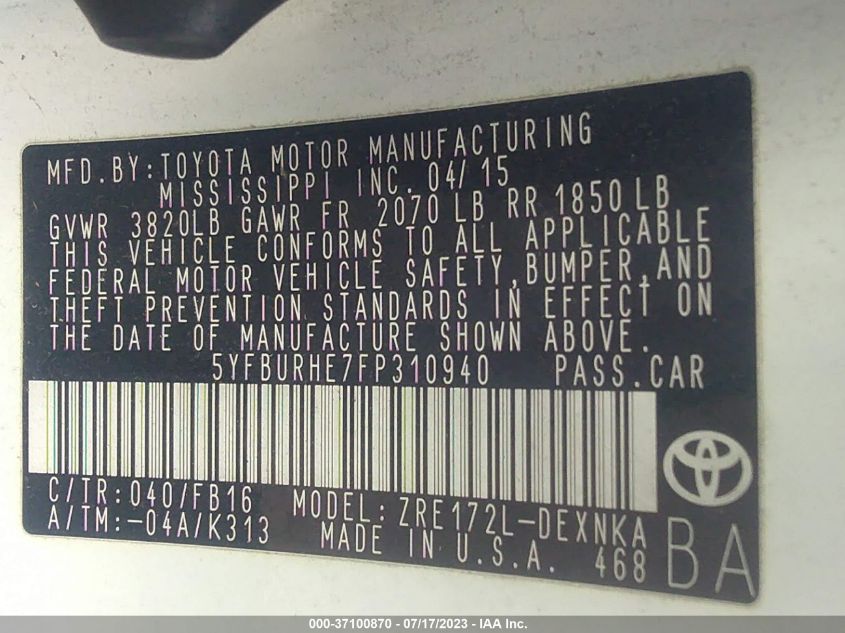 MFD.BY:TOYOTA MOTOR MANUFACTURING
MISSISSIPPI INC. 04/15
GVWR 3820LB GAWR FR 2070LB RR 1850LB
THIS VEHICLE CONFORMS TO ALL APPLICABLE
FEDERAL MOTOR VEHICLE SAFETY,BUMPER,AND
THEFT PREVENTION STANDARDS IN EFFECT ON
THE DATE OF MANUFACTURE SHOWN ABOVE.
5YFBURHE7FP310940 PASS.CAR
C/TR:040/FB16 MODEL:ZRE172L-DEXNKA
A/TM:-04A/K313 MADE IN U.S.A. 468
BA
000-37100870 - 07/17/2023 - IAA Inc.